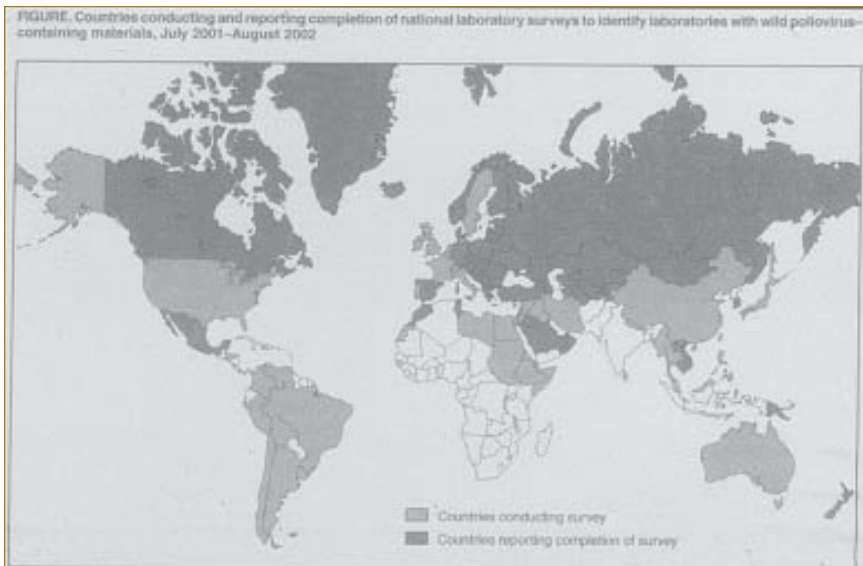 FIGURE. Countries conducting and reporting completion of national laboratory surveys to identify laboratories with wild poliovirus–
containing materials, July 2001–August 2002
Countries conducting survey
Countries reporting completion of survey